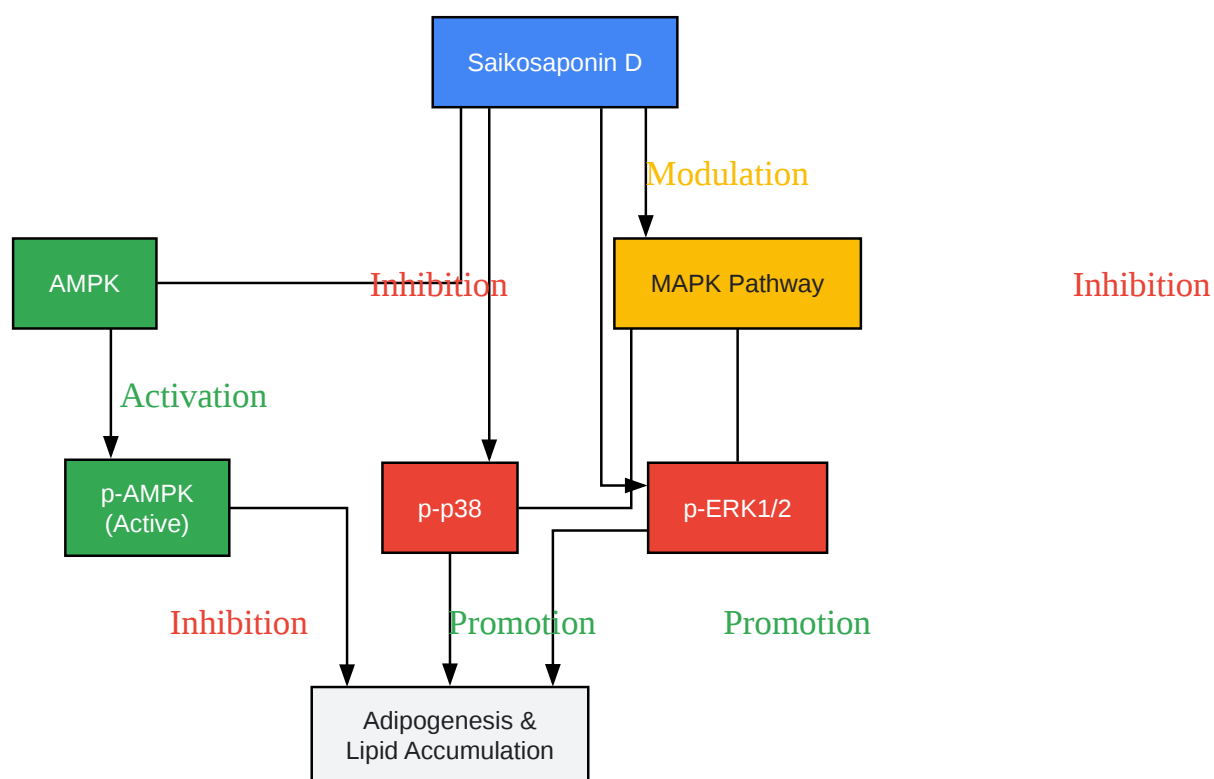 Saikosaponin D
Modulation
AMPK
Inhibition
MAPK Pathway
Inhibition
Activation
p-AMPK
(Active)
p-p38
p-ERK1/2
Inhibition
Promotion
Promotion
Adipogenesis &
Lipid Accumulation